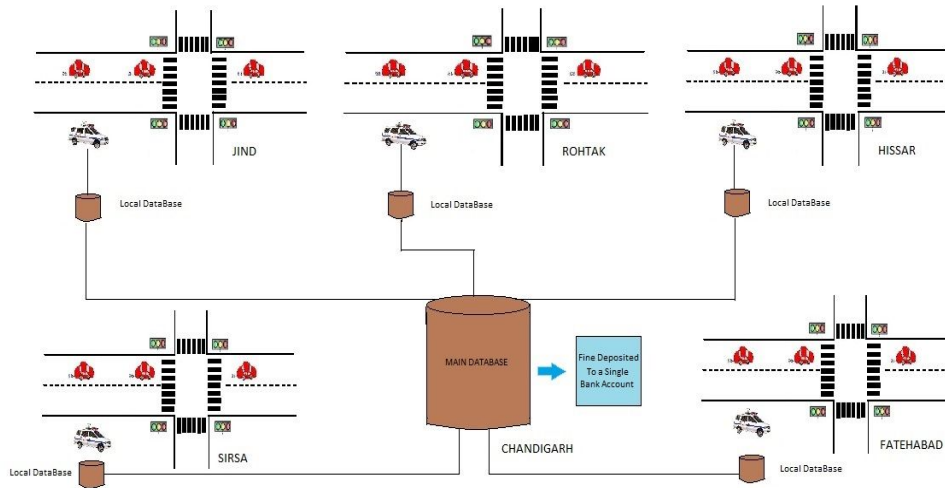 JIND
ROHTAK
HISSAR
Local DataBase
Local DataBase
Local DataBase
MAIN DATABASE
Fine Deposited
To a Single
Bank Account
CHANDIGARH
SIRSA
FATEHABAD
Local DataBase
Local DataBase